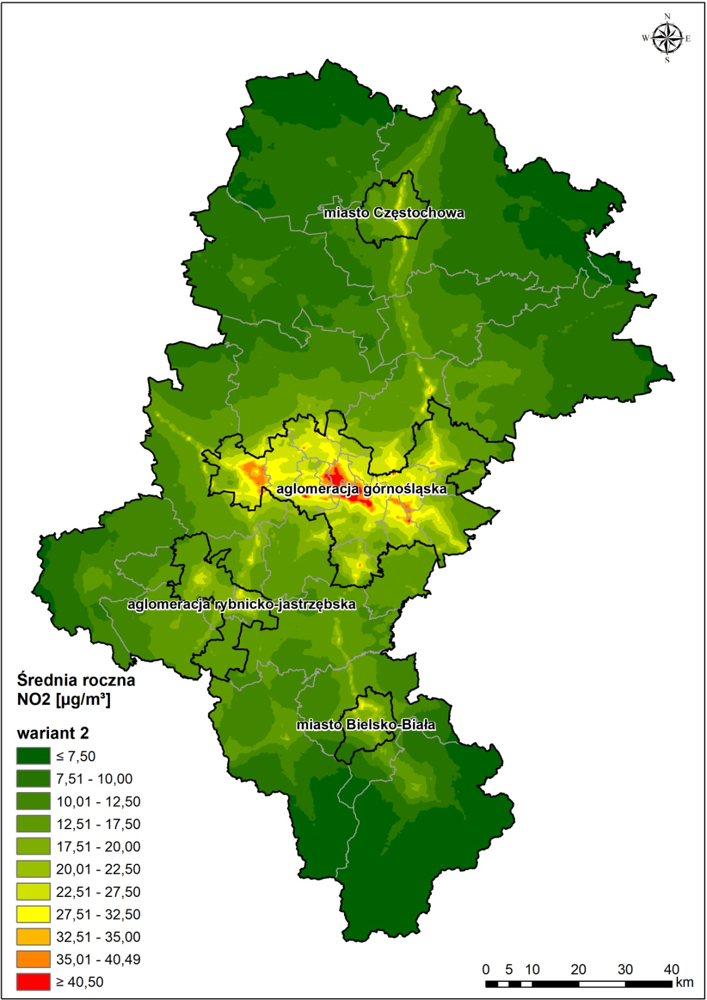 N
W E
S
miasto Częstochowa
aglomeracja górnośląska
aglomeracja rybnicko-jastrzębska
miasto Bielsko-Biała
Średnia roczna
NO2 [µg/m³]
wariant 2
≤ 7,50
7,51 - 10,00
10,01 - 12,50
12,51 - 17,50
17,51 - 20,00
20,01 - 22,50
22,51 - 27,50
27,51 - 32,50
32,51 - 35,00
35,01 - 40,49
≥ 40,50
0 5 10 20 30 40
km